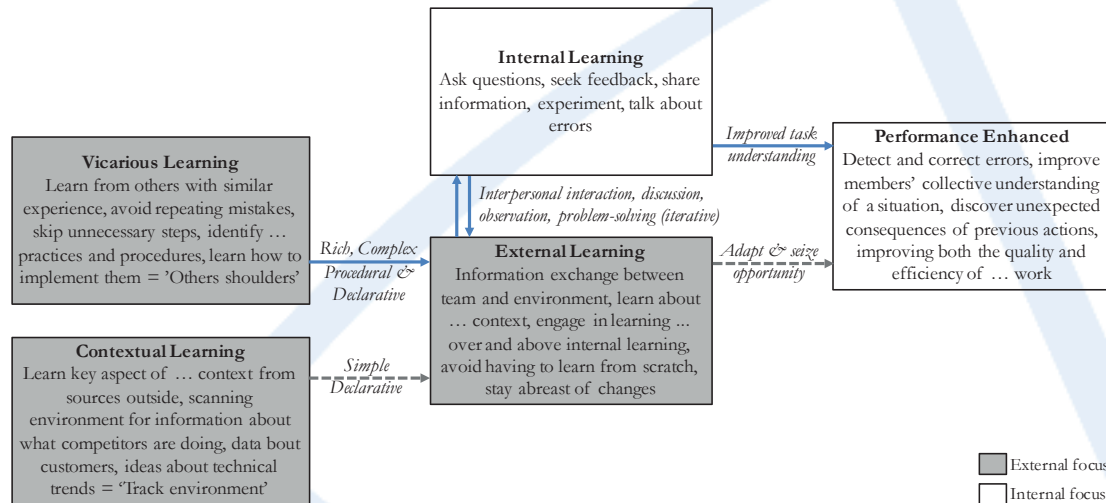 Internal Learning
Ask questions, seek feedback, share
information, experiment, talk about
errors
Improved task
understanding
Performance Enhanced
Detect and correct errors, improve
members' collective understanding
of a situation, discover unexpected
consequences of previous actions,
improving both the quality and
efficiency of … work
Vicarious Learning
Learn from others with similar
experience, avoid repeating mistakes,
skip unnecessary steps, identify …
practices and procedures, learn how to
implement them = 'Others shoulders'
Interpersonal interaction, discussion,
observation, problem-solving (iterative)
Rich, Complex
Procedural &
Declarative
External Learning
Information exchange between
team and environment, learn about
… context, engage in learning ...
over and above internal learning,
avoid having to learn from scratch,
stay abreast of changes
Adapt & seize
opportunity
Contextual Learning
Learn key aspect of … context from
sources outside, scanning
environment for information about
what competitors are doing, data bout
customers, ideas about technical
trends = 'Track environment'
Simple
Declarative
External focus
Internal focus